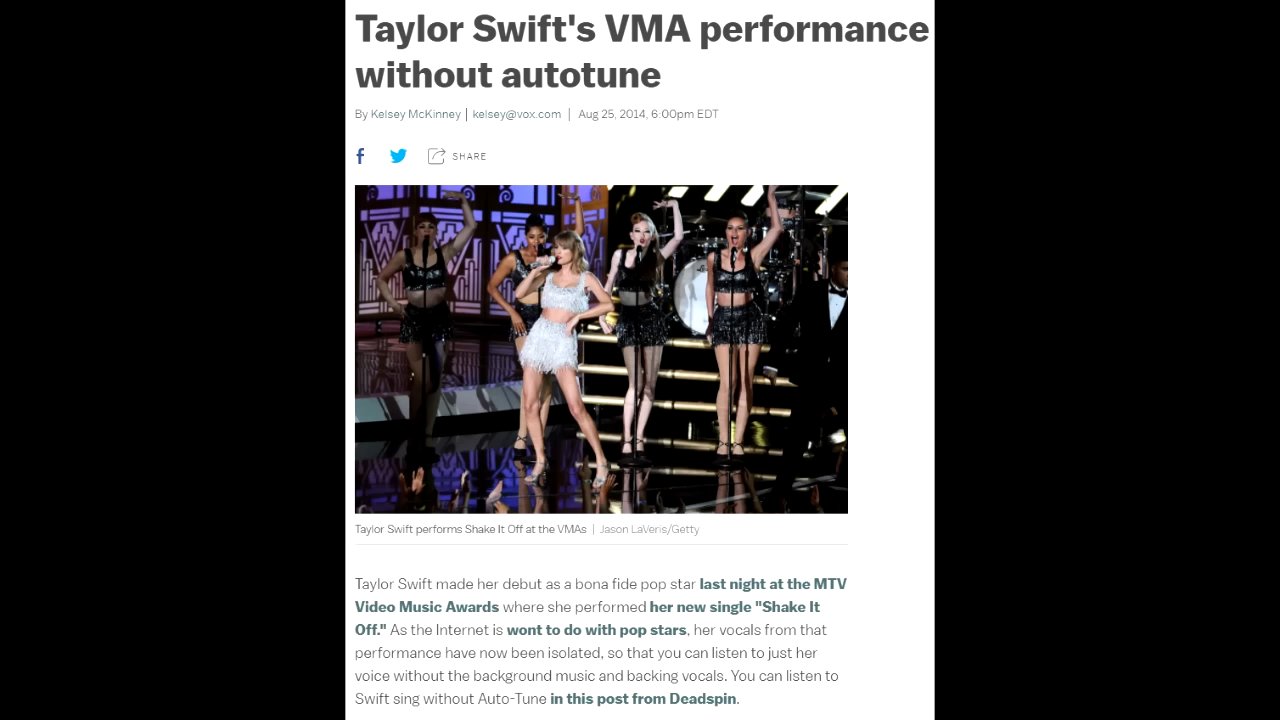 Taylor Swift's VMA performance
without autotune
By Kelsey McKinney | kelsey@vox.com | Aug 25, 2014, 6:00pm EDT
SHARE
Taylor Swift performs Shake It Off at the VMAs | Jason LaVeris/Getty
Taylor Swift made her debut as a bona fide pop star last night at the MTV
Video Music Awards where she performed her new single "Shake It
Off." As the Internet is wont to do with pop stars, her vocals from that
performance have now been isolated, so that you can listen to just her
voice without the background music and backing vocals. You can listen to
Swift sing without Auto-Tune in this post from Deadspin.